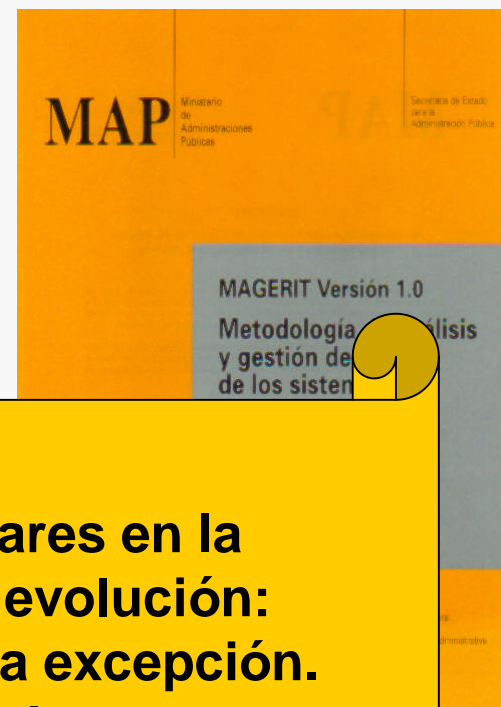 MAP
Ministerio
de
Administraciones
Públicas
Secretaría de Estado
para la
Administración Pública
MAGERIT Versión 1.0
Metodología
y gestión de
de los
ares en la
evolución:
a excepción.